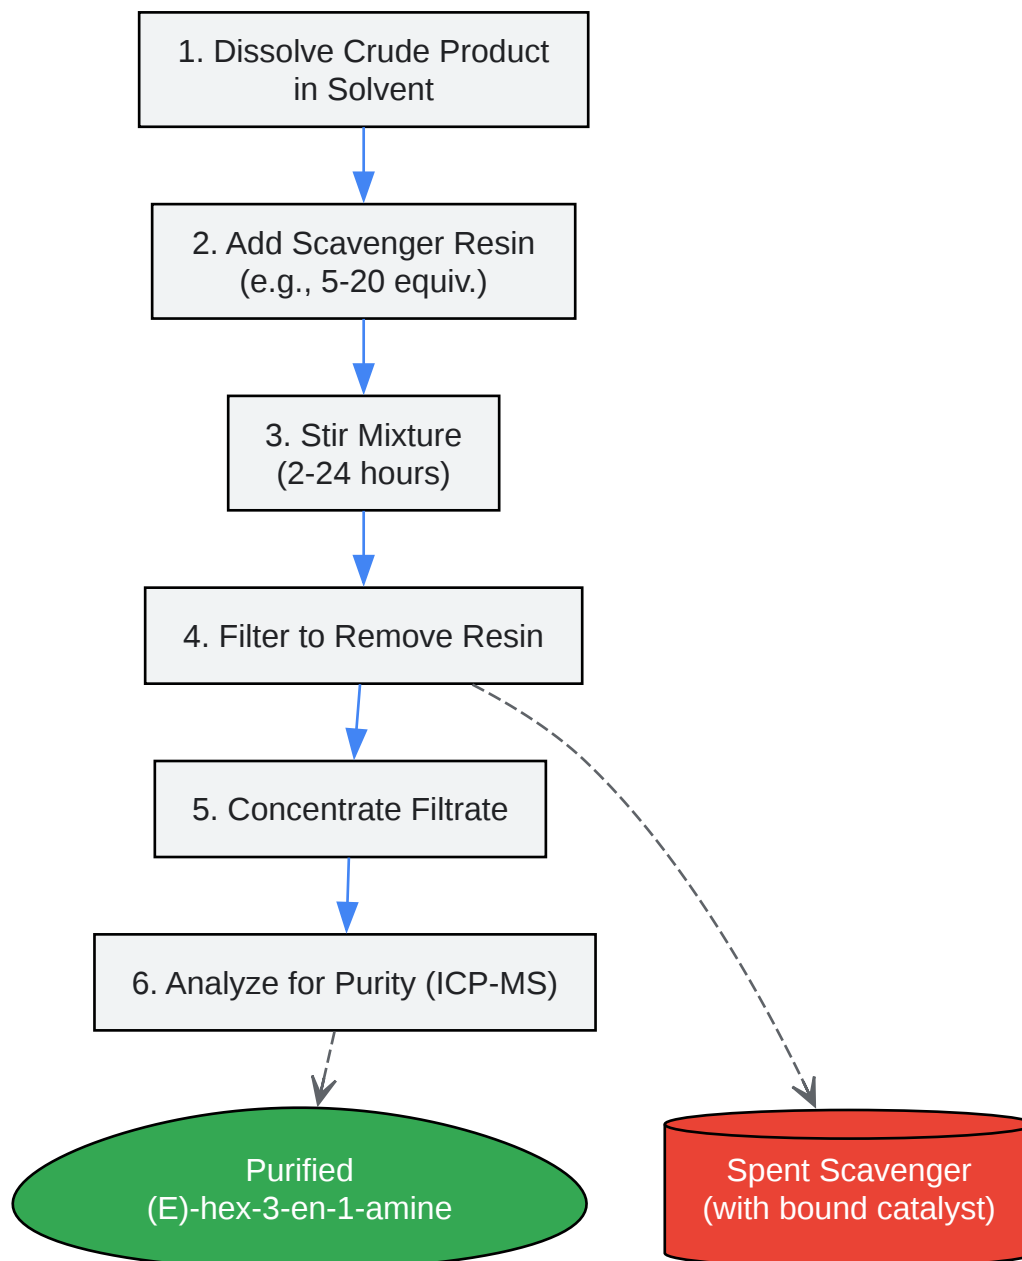 1. Dissolve Crude Product
in Solvent
2. Add Scavenger Resin
(e.g., 5-20 equiv.)
3. Stir Mixture
(2-24 hours)
4. Filter to Remove Resin
5. Concentrate Filtrate
6. Analyze for Purity (ICP-MS)
Purified
(E)-hex-3-en-1-amine
Spent Scavenger
(with bound catalyst)